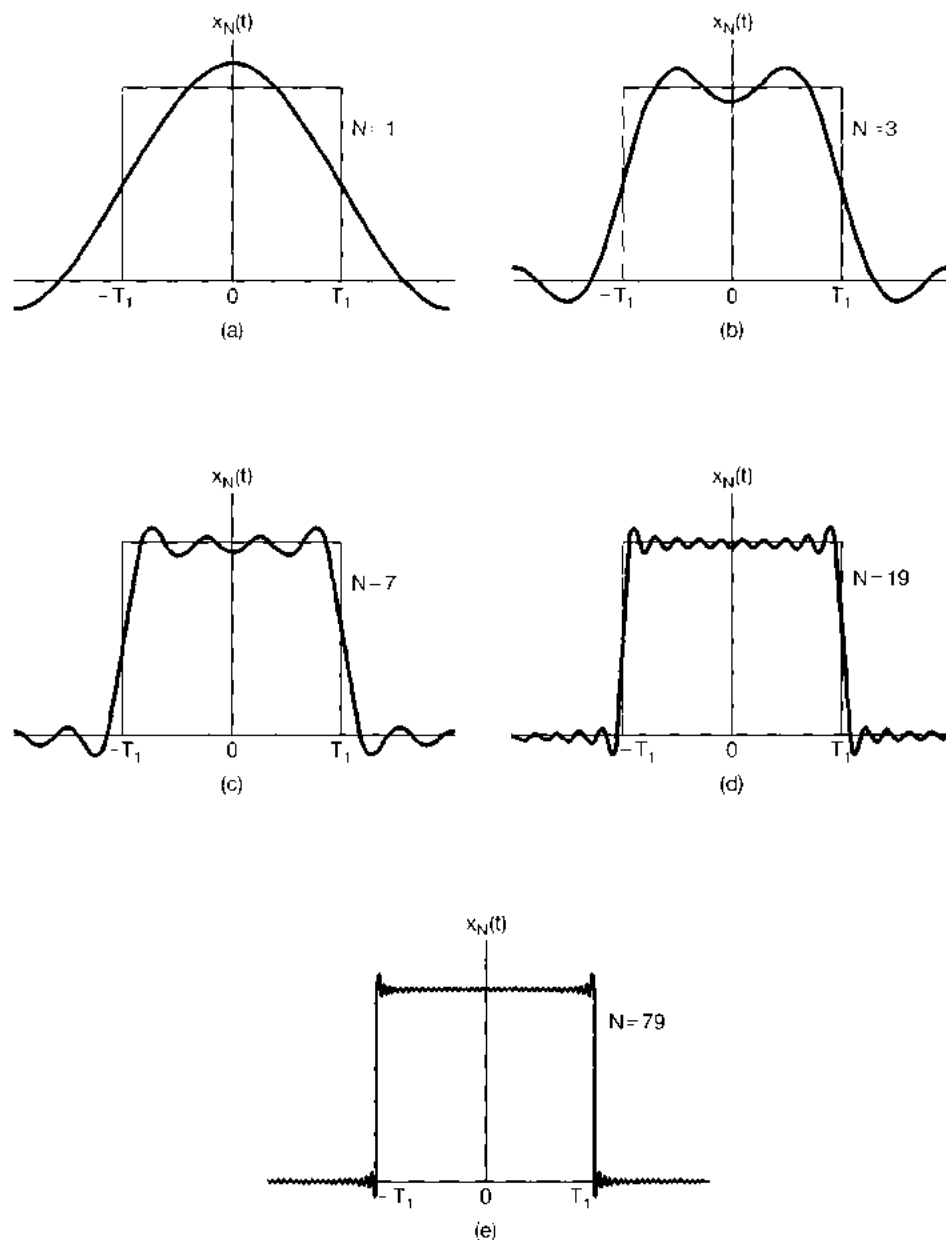 x_N(t)
N = 1
-T_1 0 T_1
(a)
x_N(t)
N = 3
-T_1 0 T_1
(b)
x_N(t)
N – 7
-T_1 0 T_1
(c)
x_N(t)
N – 19
-T_1 0 T_1
(d)
x_N(t)
N = 79
-T_1 0 T_1
(e)